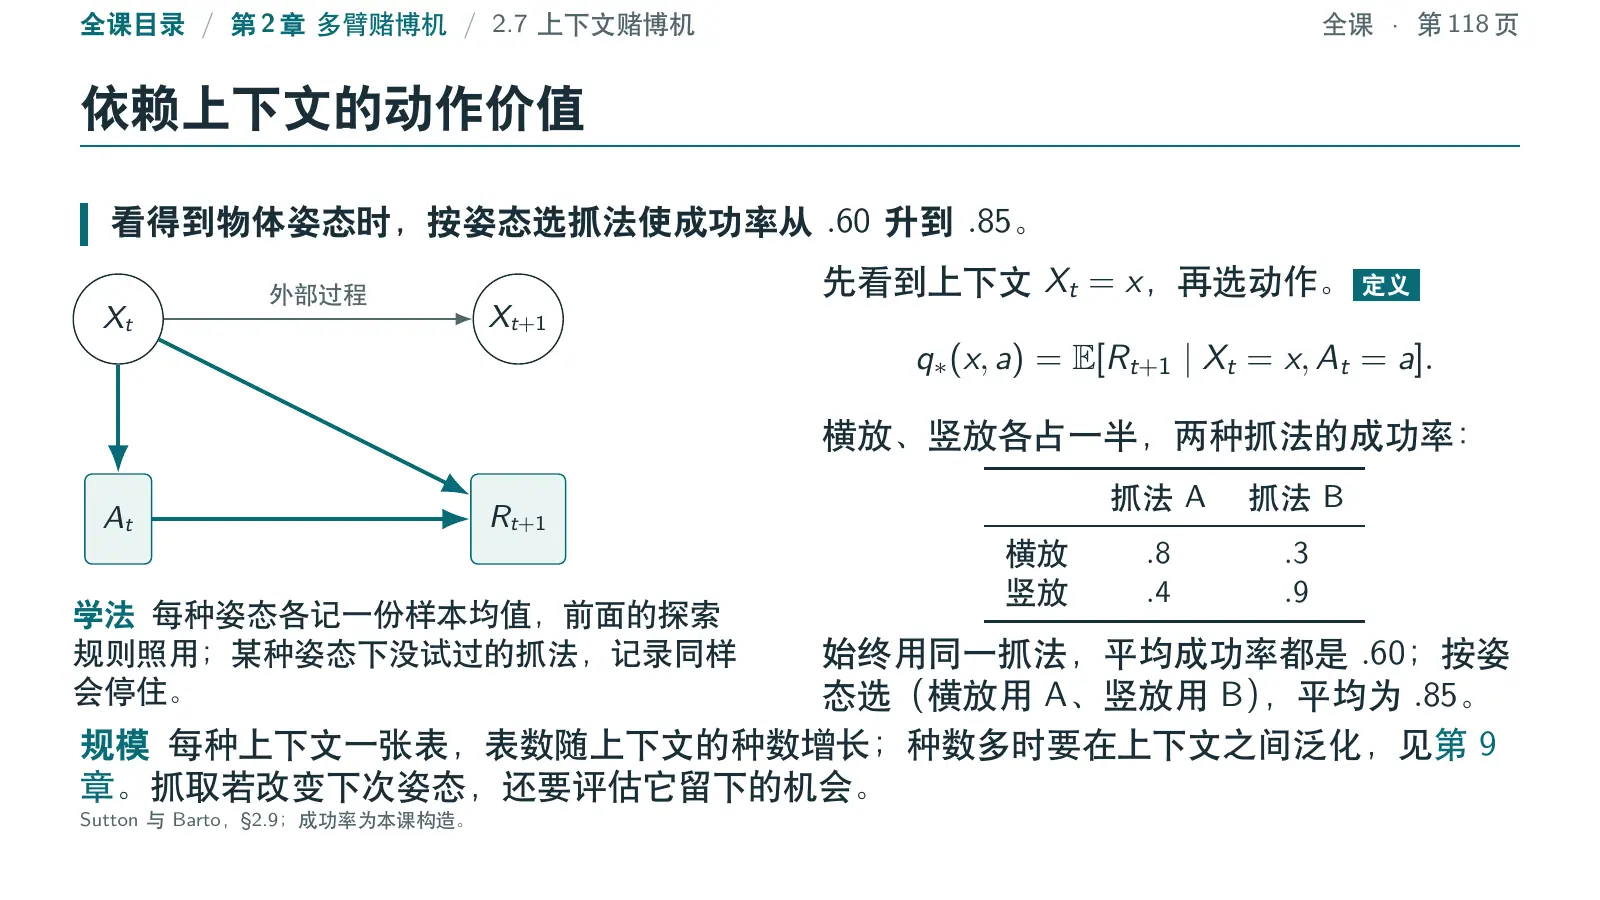 全课目录 / 第2章 多臂赌博机 / 2.7 上下文赌博机
全课 · 第118页
依赖上下文的动作价值
看得到物体姿态时，按姿态选抓法使成功率从 .60 升到 .85。
X_t
外部过程
X_{t+1}
A_t
R_{t+1}
学法 每种姿态各记一份样本均值，前面的探索
规则照用；某种姿态下没试过的抓法，记录同样
会停住。
先看到上下文 X_t = x，再选动作。 定义
q_*(x, a) = 𝔼[R_{t+1} | X_t = x, A_t = a].
横放、竖放各占一半，两种抓法的成功率：
抓法 A 抓法 B
横放 .8 .3
竖放 .4 .9
始终用同一抓法，平均成功率都是 .60；按姿
态选（横放用 A、竖放用 B），平均为 .85。
规模 每种上下文一张表，表数随上下文的种数增长；种数多时要在上下文之间泛化，见第 9
章。抓取若改变下次姿态，还要评估它留下的机会。
Sutton 与 Barto，§2.9；成功率为本课构造。